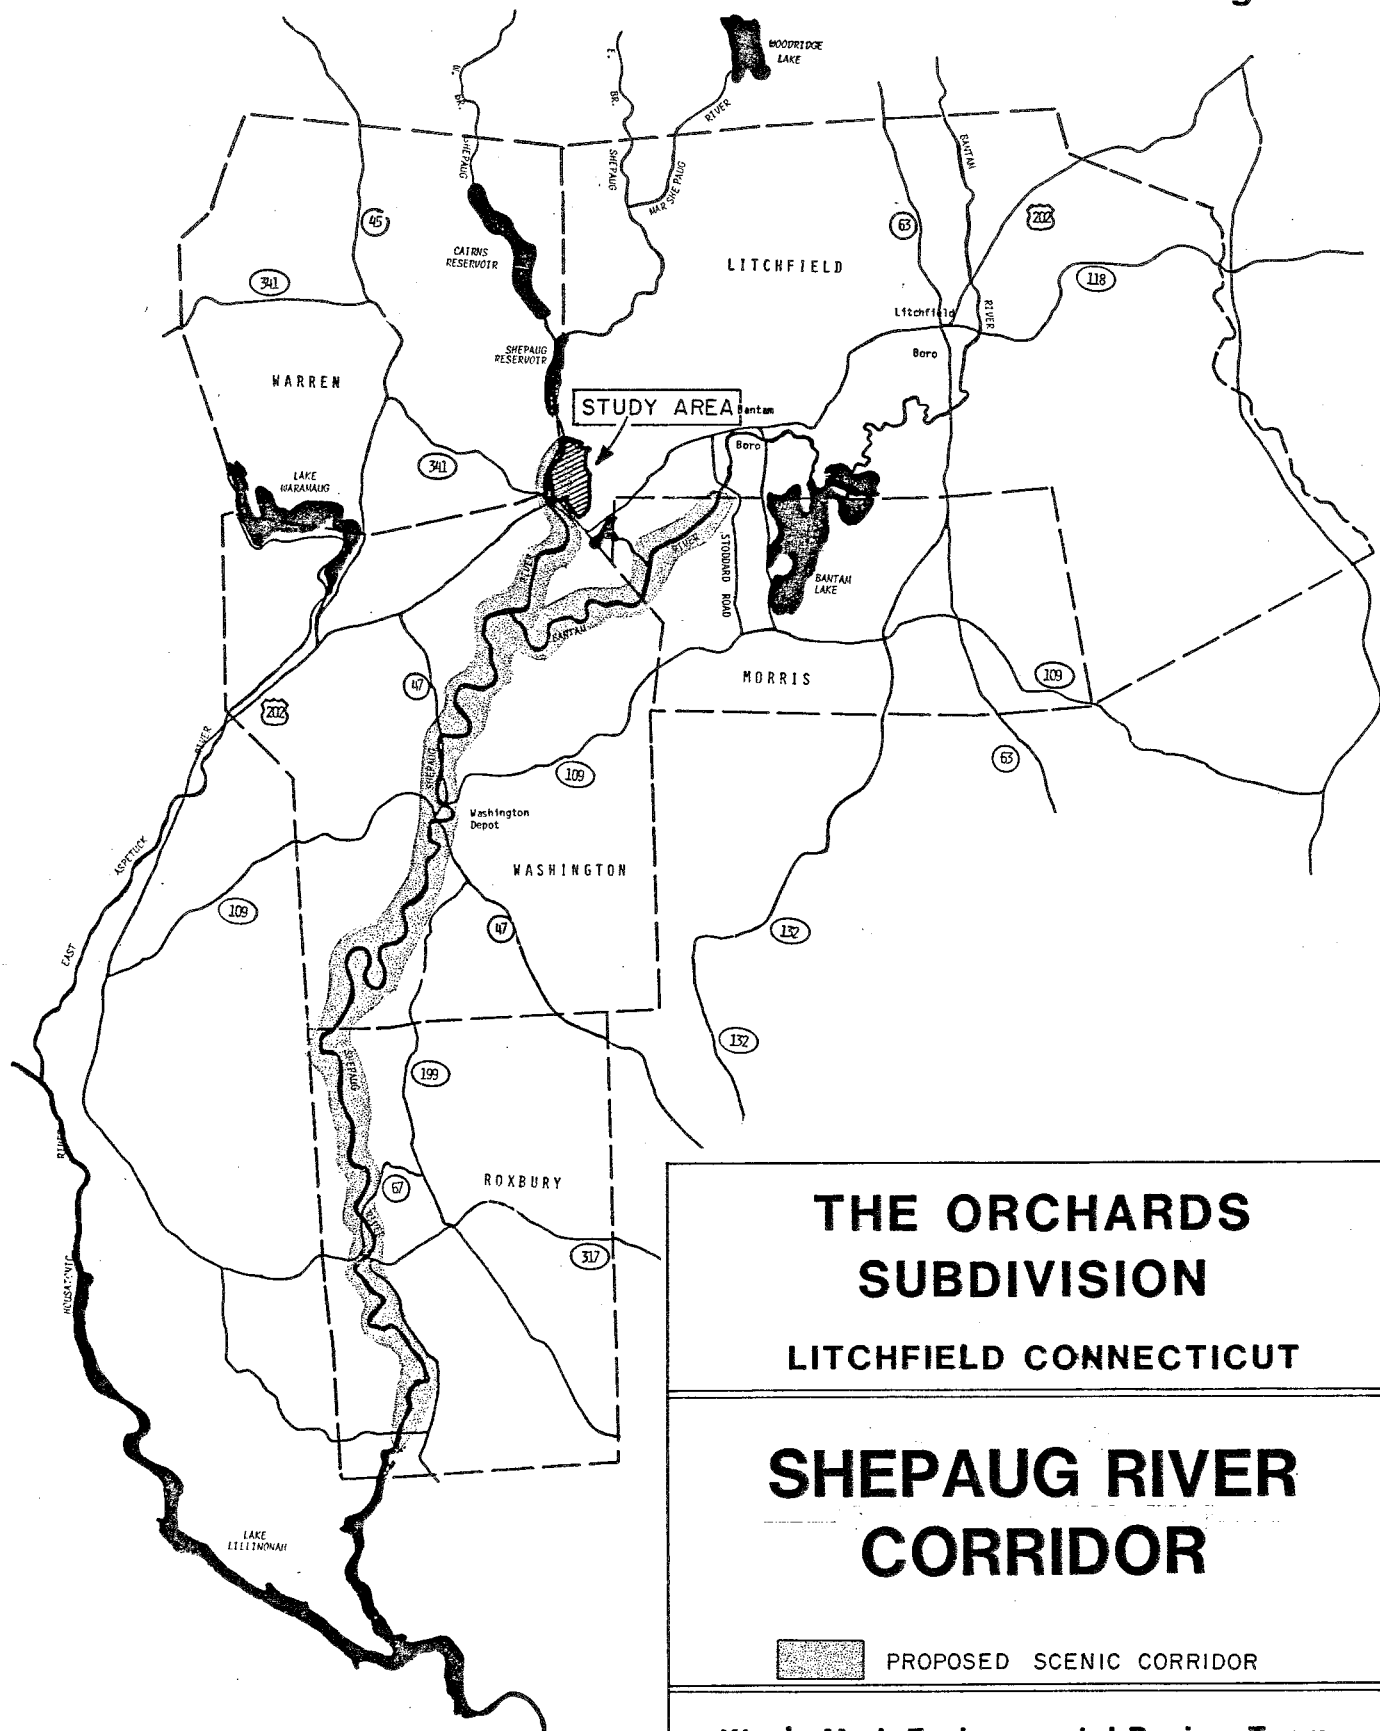 WOODRIDGE
LAKE
W. BR. SHEPAUG
E. BR. SHEPAUG
MARSHEPAUG RIVER
BANTAM
RIVER
45
63
202
118
341
CAIRNS
RESERVOIR
LITCHFIELD
Litchfield
Boro
SHEPAUG
RESERVOIR
WARREN
STUDY AREA
Bantam
Boro
341
LAKE
WARAMAUG
RIVER
RIVER
STODDARD ROAD
BANTAM
LAKE
BANTAM
MORRIS
109
47
202
RIVER
SHEPAUG
109
63
Washington
Depot
WASHINGTON
ASPETUCK
109
47
132
EAST
132
SHEPAUG
199
RIVER
ROXBURY
67
RIVER
317
HOUSATONIC
LAKE
LILLINONAH
THE ORCHARDS
SUBDIVISION
LITCHFIELD CONNECTICUT
SHEPAUG RIVER
CORRIDOR
PROPOSED SCENIC CORRIDOR